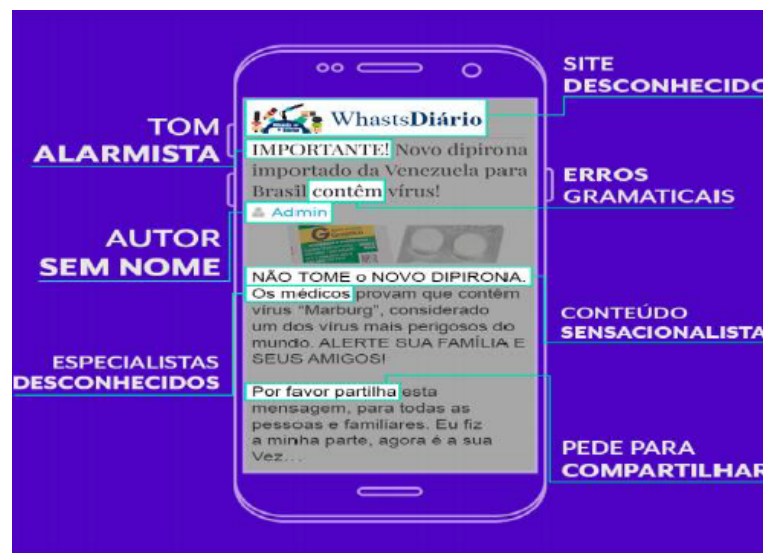 SITE
DESCONHECIDO
WhastsDiário
TOM
ALARMISTA
IMPORTANTE! Novo dipirona
importado da Venezuela para
Brasil contêm vírus!
ERROS
GRAMATICAIS
Admin
AUTOR
SEM NOME
G
NÃO TOME o NOVO DIPIRONA.
Os médicos provam que contêm
vírus "Marburg", considerado
um dos vírus mais perigosos do
mundo. ALERTE SUA FAMÍLIA E
SEUS AMIGOS!
CONTEÚDO
SENSACIONALISTA
ESPECIALISTAS
DESCONHECIDOS
Por favor partilha esta
mensagem, para todas as
pessoas e familiares. Eu fiz
a minha parte, agora é a sua
Vez...
PEDE PARA
COMPARTILHAR